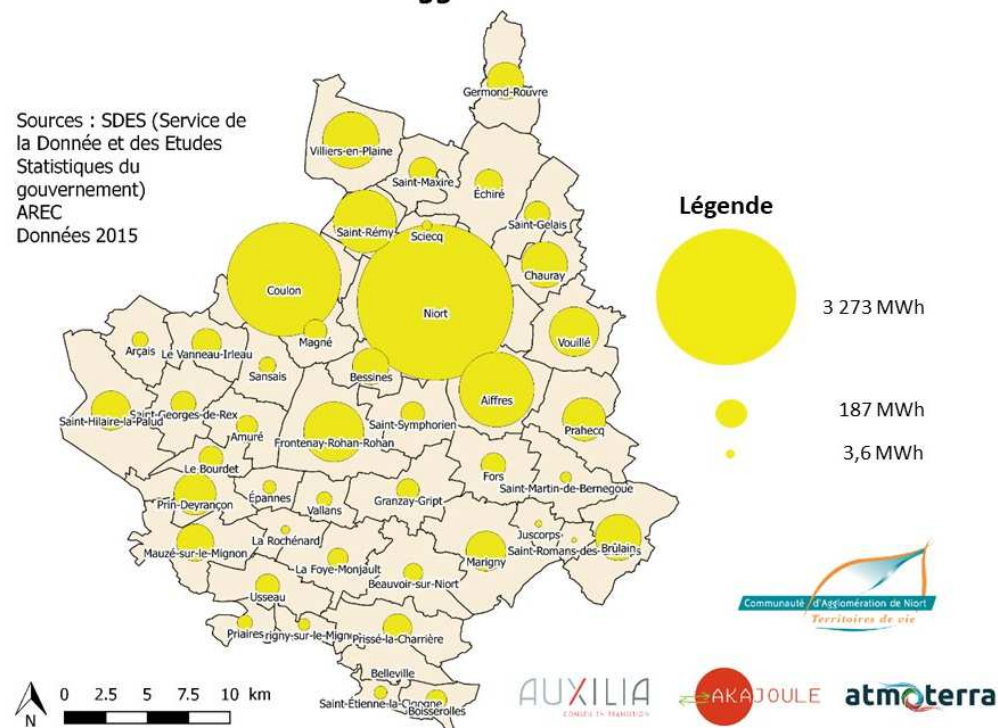 Sources : SDES (Service de
la Donnée et des Etudes
Statistiques du
gouvernement)
AREC
Données 2015
Germond-Rouvre
Villiers-en-Plaine
Saint-Maxire
Échiré
Saint-Gelais
Saint-Rémy
Sciecq
Chauray
Coulon
Niort
Magné
Vouillé
Arçais
Le Vanneau-Irleau
Sansais
Bessines
Aiffres
Saint-Hilaire-la-Palud
Saint-Georges-de-Rex
Amuré
Frontenay-Rohan-Rohan
Saint-Symphorien
Prahecq
Le Bourdet
Fors
Saint-Martin-de-Bernegoue
Prin-Deyrançon
Épannes
Vallans
Granzay-Gript
La Rochénard
Juscorps
Mauzé-sur-le-Mignon
La Foye-Monjault
Marigny
Saint-Romans-des-
Brûlain
Usseau
Beauvoir-sur-Niort
Priaires
Prissé-la-Charrière
Belleville
Saint-Étienne-la-Cigogne
Boisserolles
Légende
3 273 MWh
187 MWh
3,6 MWh
Communauté d'Agglomération de Niort
Territoires de vie
N
0 2.5 5 7.5 10 km
AUXILIA
CONSEIL EN TRANSITION
AKAJOULE
atmoterra